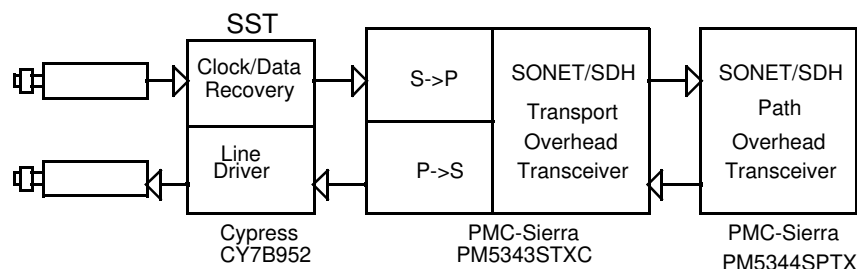 SST
Clock/Data
Recovery
Line
Driver
Cypress
CY7B952
S->P
P->S
SONET/SDH
Transport
Overhead
Transceiver
PMC-Sierra
PM5343STXC
SONET/SDH
Path
Overhead
Transceiver
PMC-Sierra
PM5344SPTX